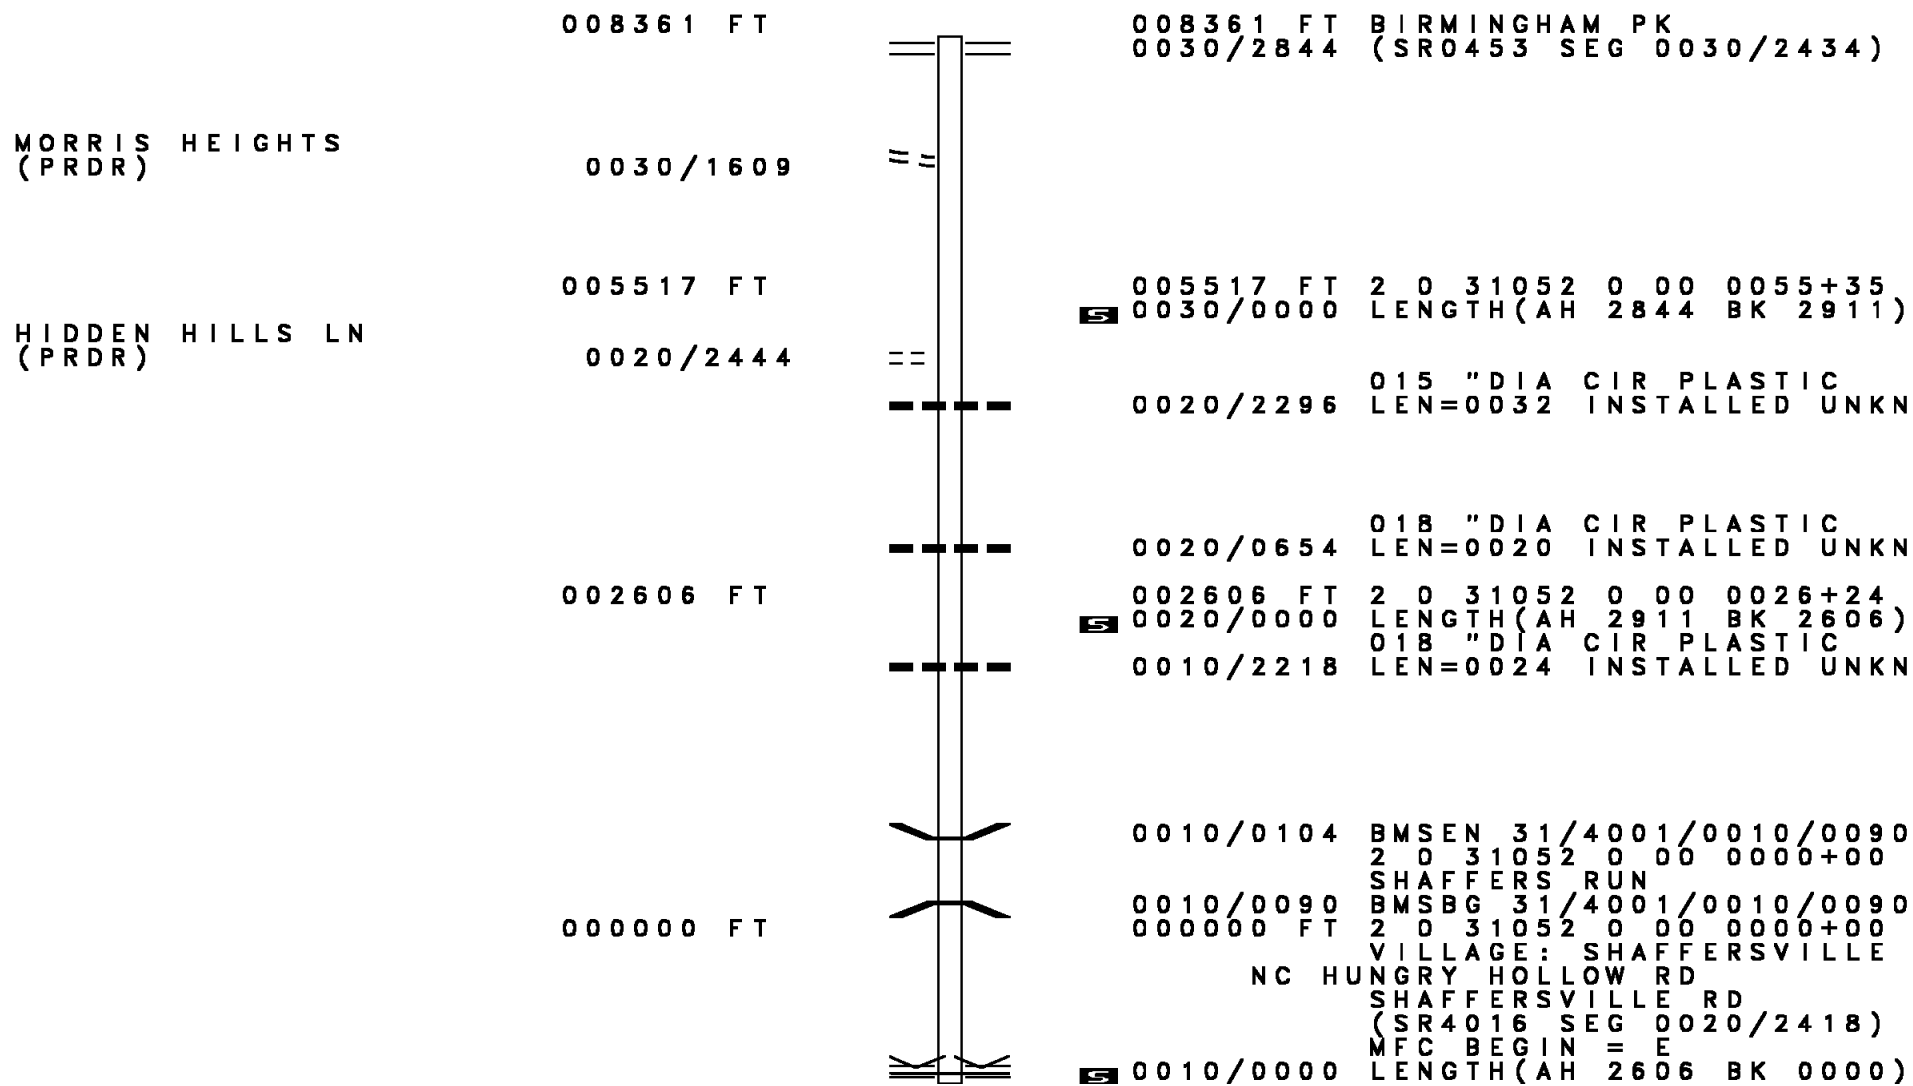 008361 FT
008361 FT BIRMINGHAM PK
0030/2844 (SR0453 SEG 0030/2434)
MORRIS HEIGHTS
(PRDR) 0030/1609
005517 FT
005517 FT 2 0 31052 0 00 0055+35
S 0030/0000 LENGTH(AH 2844 BK 2911)
HIDDEN HILLS LN
(PRDR) 0020/2444
015 "DIA CIR PLASTIC
0020/2296 LEN=0032 INSTALLED UNKN
018 "DIA CIR PLASTIC
0020/0654 LEN=0020 INSTALLED UNKN
002606 FT
002606 FT 2 0 31052 0 00 0026+24
S 0020/0000 LENGTH(AH 2911 BK 2606)
018 "DIA CIR PLASTIC
0010/2218 LEN=0024 INSTALLED UNKN
0010/0104 BMSEN 31/4001/0010/0090
2 0 31052 0 00 0000+00
SHAFFERS RUN
0010/0090 BMSBG 31/4001/0010/0090
000000 FT
000000 FT 2 0 31052 0 00 0000+00
VILLAGE: SHAFFERSVILLE
NC HUNGRY HOLLOW RD
SHAFFERSVILLE RD
(SR4016 SEG 0020/2418)
MFC BEGIN = E
S 0010/0000 LENGTH(AH 2606 BK 0000)